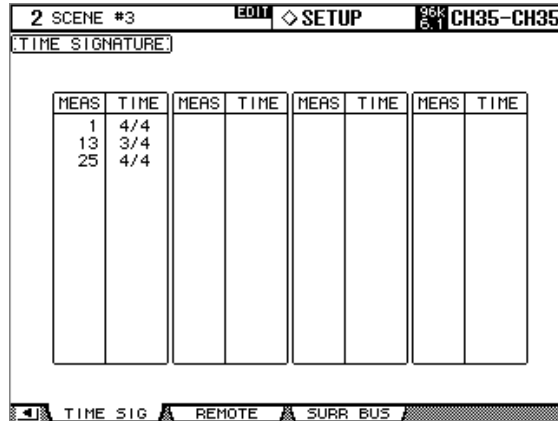 2 SCENE #3 EDIT ◇SETUP 96K 6.1 CH35-CH35
TIME SIGNATURE
MEAS TIME MEAS TIME MEAS TIME MEAS TIME
1 4/4
13 3/4
25 4/4
TIME SIG REMOTE SURR BUS